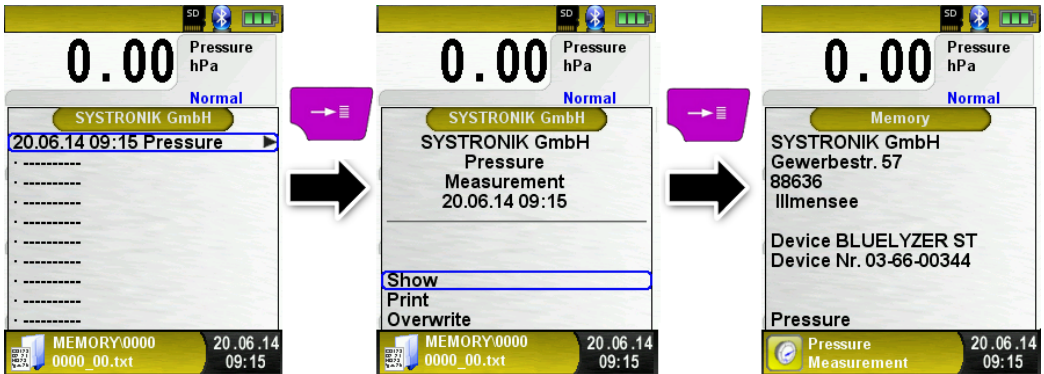 SD
0.00 Pressure
hPa
Normal
SYSTRONIK GmbH
20.06.14 09:15 Pressure
· ----------
· ----------
· ----------
· ----------
· ----------
· ----------
· ----------
· ----------
· ----------
MEMORY\0000
0000_00.txt
20.06.14
09:15
SD
0.00 Pressure
hPa
Normal
SYSTRONIK GmbH
SYSTRONIK GmbH
Pressure
Measurement
20.06.14 09:15
Show
Print
Overwrite
MEMORY\0000
0000_00.txt
20.06.14
09:15
SD
0.00 Pressure
hPa
Normal
Memory
SYSTRONIK GmbH
Gewerbestr. 57
88636
Illmensee
Device BLUELYZER ST
Device Nr. 03-66-00344
Pressure
Pressure
Measurement
20.06.14
09:15